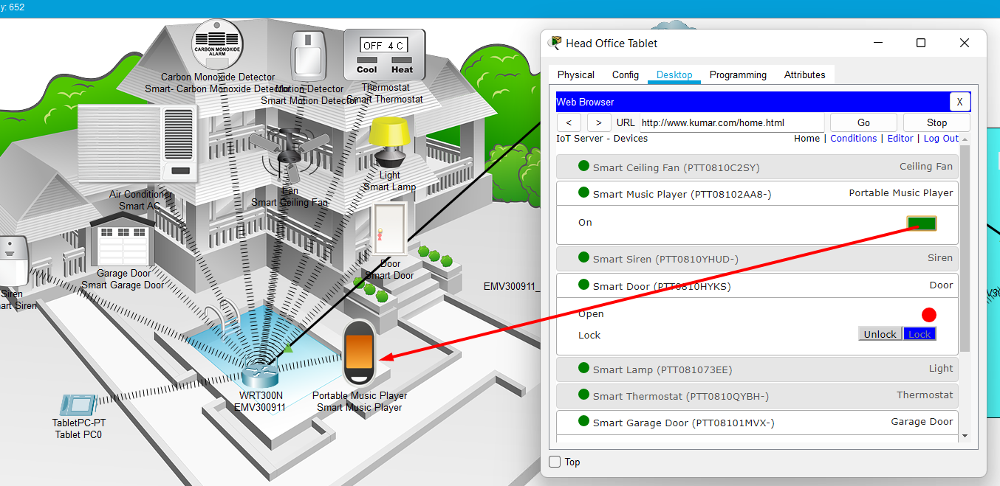 y: 652
CARBON MONOXIDE
ALARM
Carbon Monoxide Detector
Smart- Carbon Monoxide Detector
Motion Detector
Smart Motion Detector
OFF 4 C
Cool Heat
Thermostat
Smart Thermostat
Air Conditioner
Smart AC
Fan
Smart Ceiling Fan
Light
Smart Lamp
Garage Door
Smart Garage Door
Door
Smart Door
Siren
art Siren
EMV300911_
WRT300N
EMV300911
Portable Music Player
Smart Music Player
TabletPC-PT
Tablet PC0
Head Office Tablet
Physical Config Desktop Programming Attributes
Web Browser X
< > URL http://www.kumar.com/home.html Go Stop
IoT Server - Devices Home | Conditions | Editor | Log Out
Smart Ceiling Fan (PTT0810C2SY) Ceiling Fan
Smart Music Player (PTT08102AA8-) Portable Music Player
On
Smart Siren (PTT0810YHUD-) Siren
Smart Door (PTT0810HYKS) Door
Open
Lock Unlock Lock
Smart Lamp (PTT081073EE) Light
Smart Thermostat (PTT0810QYBH-) Thermostat
Smart Garage Door (PTT08101MVX-) Garage Door
Top